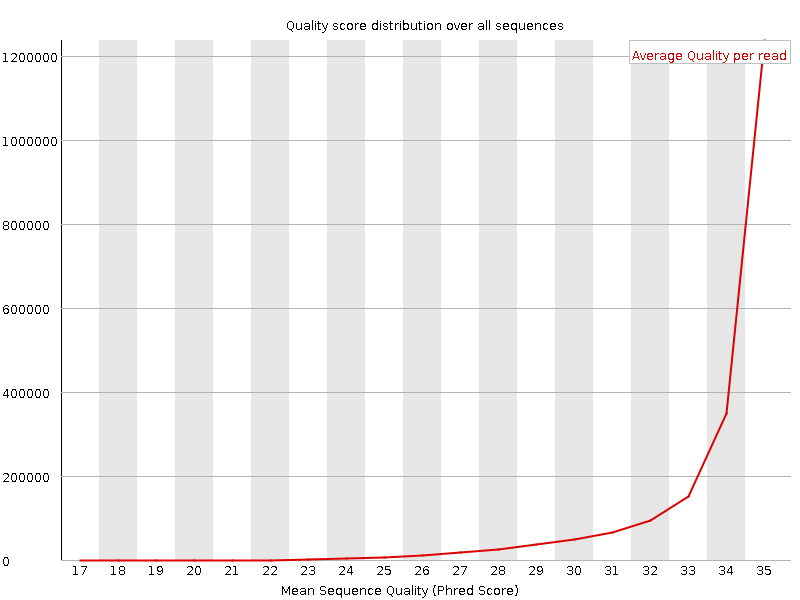 Quality score distribution over all sequences
Average Quality per read
1200000
1000000
800000
600000
400000
200000
0
17 18 19 20 21 22 23 24 25 26 27 28 29 30 31 32 33 34 35
Mean Sequence Quality (Phred Score)